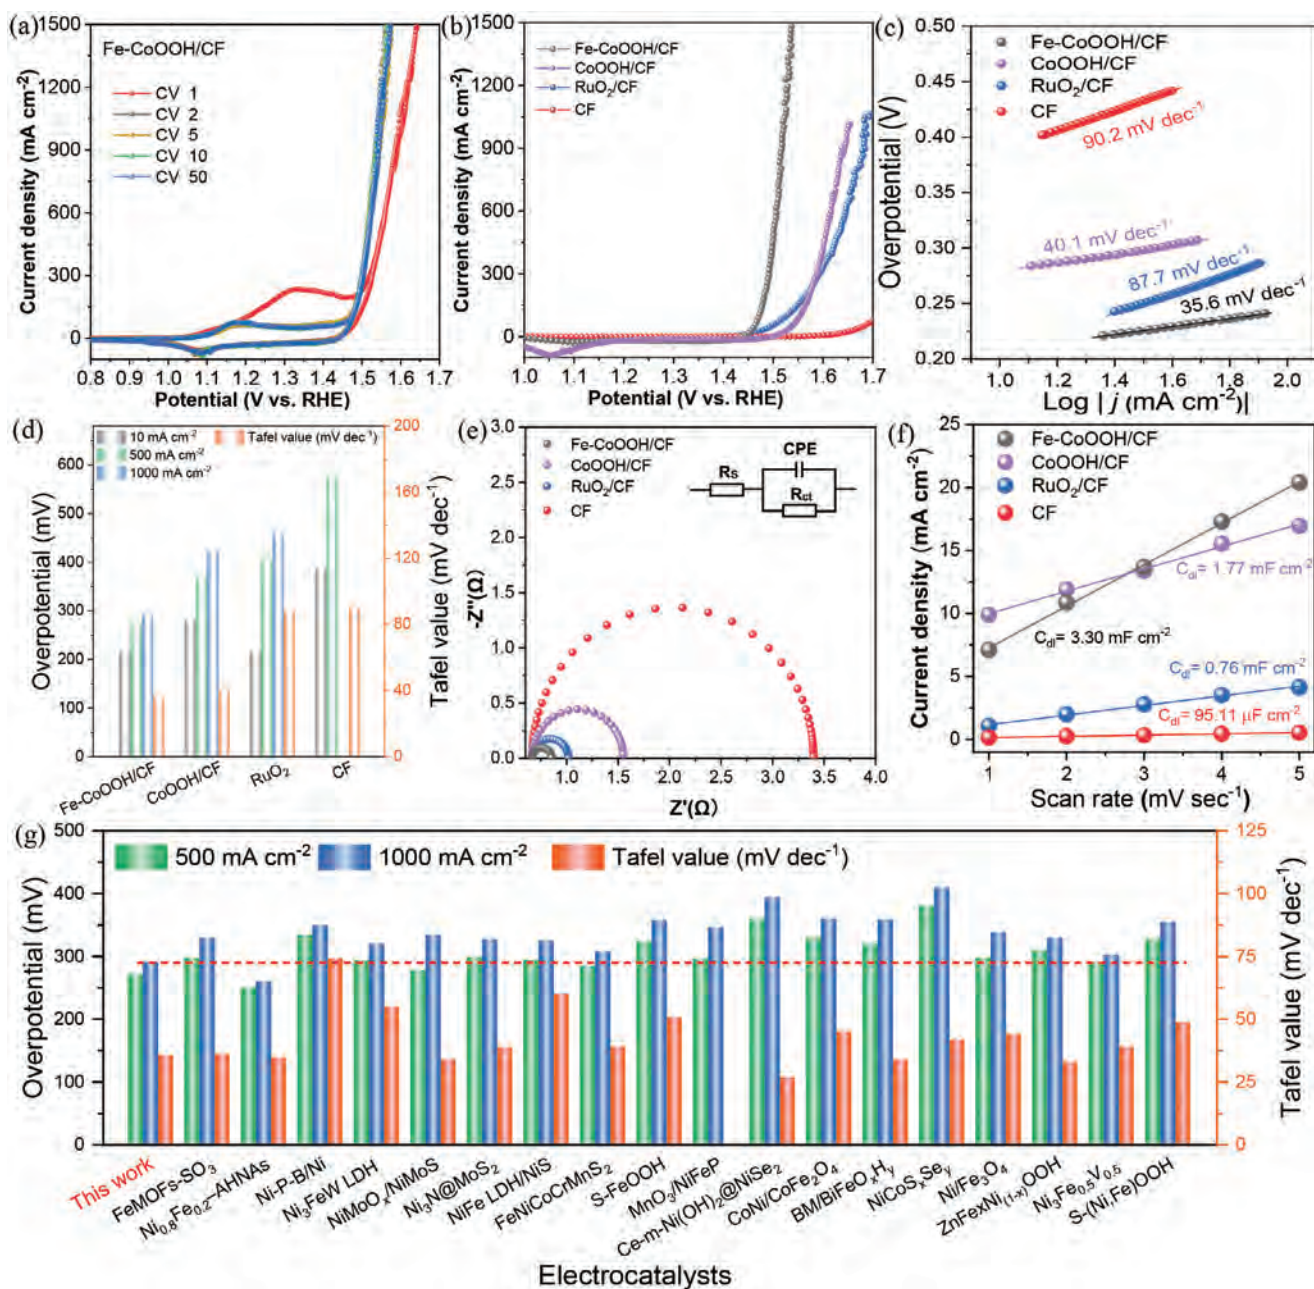 (a)
Fe-CoOOH/CF
CV 1
CV 2
CV 5
CV 10
CV 50
Current density (mA cm⁻²)
1500
1200
900
600
300
0
0.8 0.9 1.0 1.1 1.2 1.3 1.4 1.5 1.6 1.7
Potential (V vs. RHE)
(b)
Fe-CoOOH/CF
CoOOH/CF
RuO₂/CF
CF
Current density (mA cm⁻²)
1500
1200
900
600
300
0
1.0 1.1 1.2 1.3 1.4 1.5 1.6 1.7
Potential (V vs. RHE)
(c)
Fe-CoOOH/CF
CoOOH/CF
RuO₂/CF
CF
90.2 mV dec⁻¹
40.1 mV dec⁻¹
87.7 mV dec⁻¹
35.6 mV dec⁻¹
Overpotential (V)
0.50
0.45
0.40
0.35
0.30
0.25
0.20
1.0 1.2 1.4 1.6 1.8 2.0
Log | j (mA cm⁻²)|
(d)
10 mA cm⁻²
500 mA cm⁻²
1000 mA cm⁻²
Tafel value (mV dec⁻¹)
Overpotential (mV)
600
500
400
300
200
100
0
Tafel value (mV dec⁻¹)
200
160
120
80
40
0
Fe-CoOOH/CF
CoOOH/CF
RuO₂
CF
(e)
Fe-CoOOH/CF
CoOOH/CF
RuO₂/CF
CF
Rs
CPE
Rct
-Z"(Ω)
3.0
2.5
2.0
1.5
1.0
0.5
0.0
1.0 1.5 2.0 2.5 3.0 3.5 4.0
Z'(Ω)
(f)
Fe-CoOOH/CF
CoOOH/CF
RuO₂/CF
CF
C_dl= 1.77 mF cm⁻²
C_dl= 3.30 mF cm⁻²
C_dl= 0.76 mF cm⁻²
C_dl= 95.11 μF cm⁻²
Current density (mA cm⁻²)
25
20
15
10
5
0
1 2 3 4 5
Scan rate (mV sec⁻¹)
(g)
500 mA cm⁻²
1000 mA cm⁻²
Tafel value (mV dec⁻¹)
Overpotential (mV)
500
400
300
200
100
0
Tafel value (mV dec⁻¹)
125
100
75
50
25
0
This work
FeMOFs-SO₃
Ni₀.₈Fe₀.₂-AHNAs
Ni-P-B/Ni
Ni₃FeW LDH
NiMoOₓ/NiMoS
Ni₃N@MoS₂
NiFe LDH/NiS
FeNiCoCrMnS₂
S-FeOOH
MnO₃/NiFeP
Ce-m-Ni(OH)₂@NiSe₂
CoNi/CoFe₂O₄
BM/BiFeOₓHᵧ
NiCoSₓSeᵧ
Ni/Fe₃O₄
ZnFexNi₍₁₋ₓ₎OOH
Ni₃Fe₀.₅V₀.₅
S-(Ni,Fe)OOH
Electrocatalysts